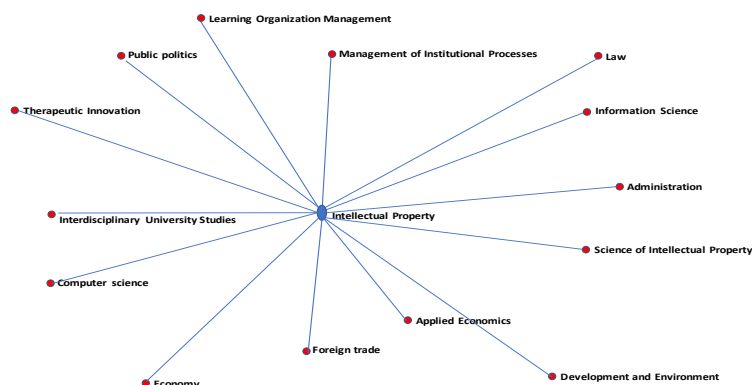 Learning Organization Management
Public politics
Management of Institutional Processes
Law
Therapeutic Innovation
Information Science
Administration
Intellectual Property
Interdisciplinary University Studies
Science of Intellectual Property
Computer science
Applied Economics
Foreign trade
Development and Environment
Economy